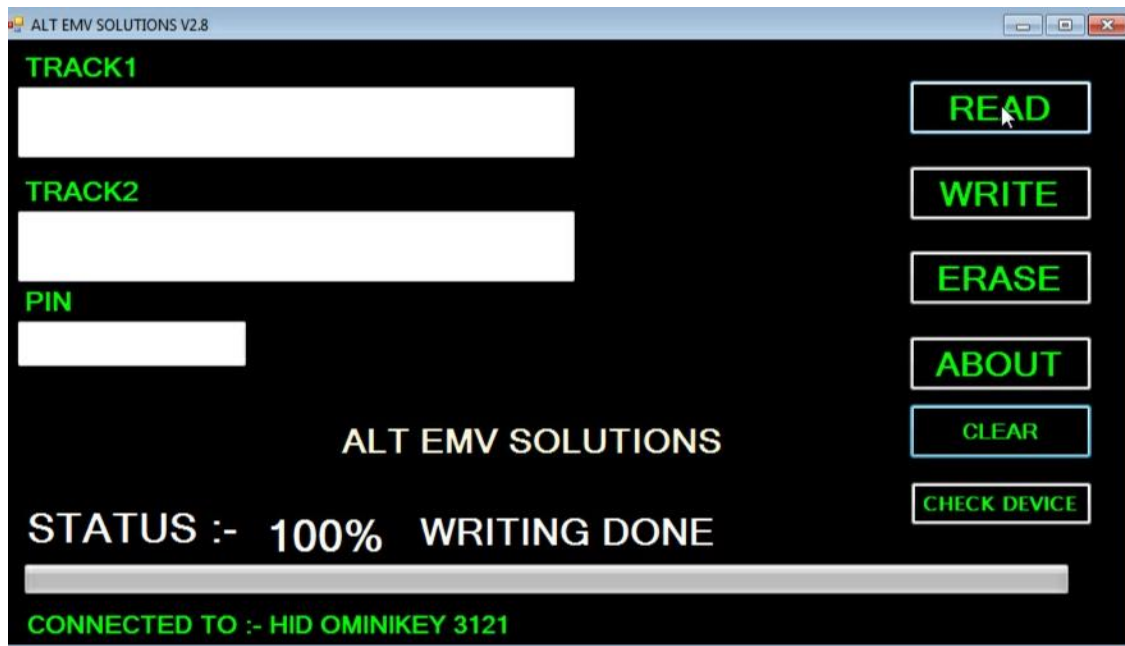 ALT EMV SOLUTIONS V2.8
TRACK1
READ
TRACK2
WRITE
ERASE
PIN
ABOUT
ALT EMV SOLUTIONS
CLEAR
CHECK DEVICE
STATUS :- 100% WRITING DONE
CONNECTED TO :- HID OMINIKEY 3121